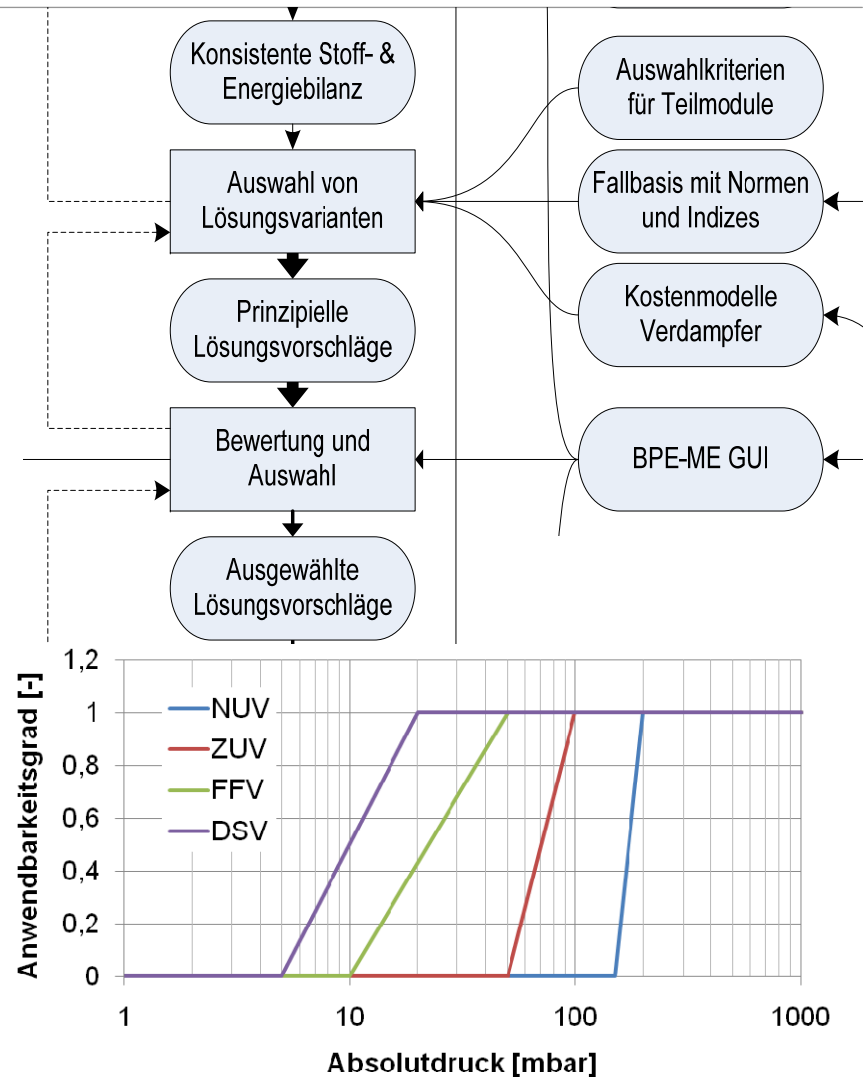 Konsistente Stoff- &
Energiebilanz
Auswahl von
Lösungsvarianten
Prinzipielle
Lösungsvorschläge
Bewertung und
Auswahl
Ausgewählte
Lösungsvorschläge
Auswahlkriterien
für Teilmodule
Fallbasis mit Normen
und Indizes
Kostenmodelle
Verdampfer
BPE-ME GUI
Anwendbarkeitsgrad [-]
1,2
1
0,8
0,6
0,4
0,2
0
NUV
ZUV
FFV
DSV
1
10
100
1000
Absolutdruck [mbar]